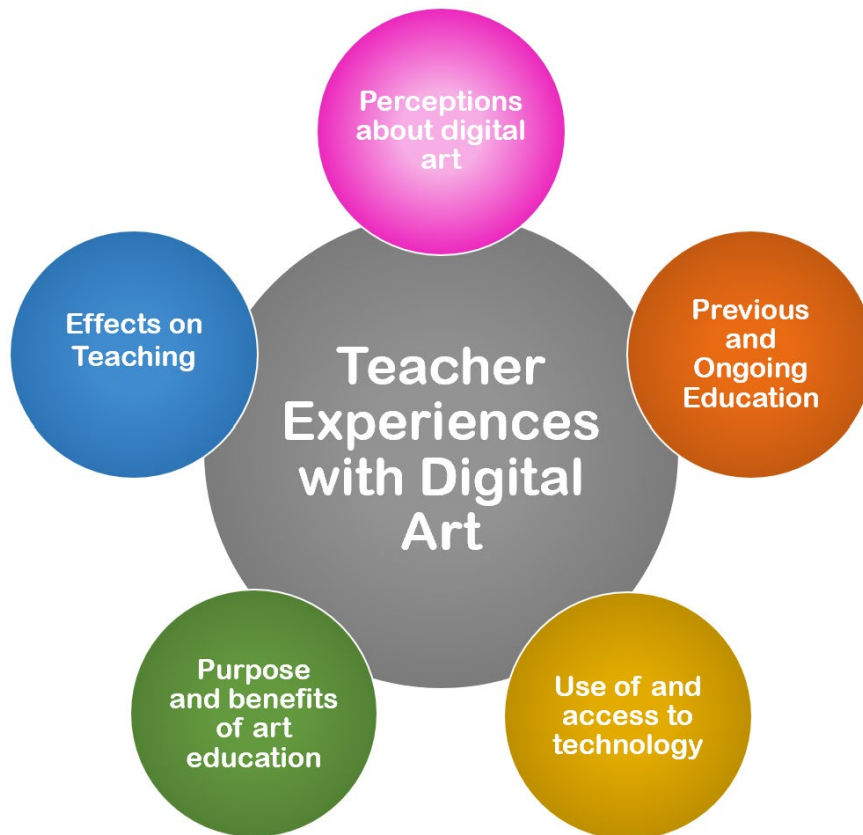 Perceptions
about digital
art
Effects on
Teaching
Previous
and
Ongoing
Education
Teacher
Experiences
with Digital
Art
Purpose
and benefits
of art
education
Use of and
access to
technology